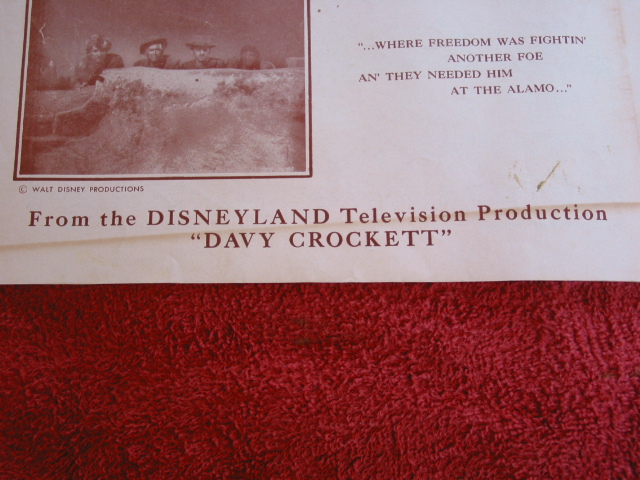 "...WHERE FREEDOM WAS FIGHTIN'
ANOTHER FOE
AN' THEY NEEDED HIM
AT THE ALAMO..."
© WALT DISNEY PRODUCTIONS
From the DISNEYLAND Television Production
"DAVY CROCKETT"